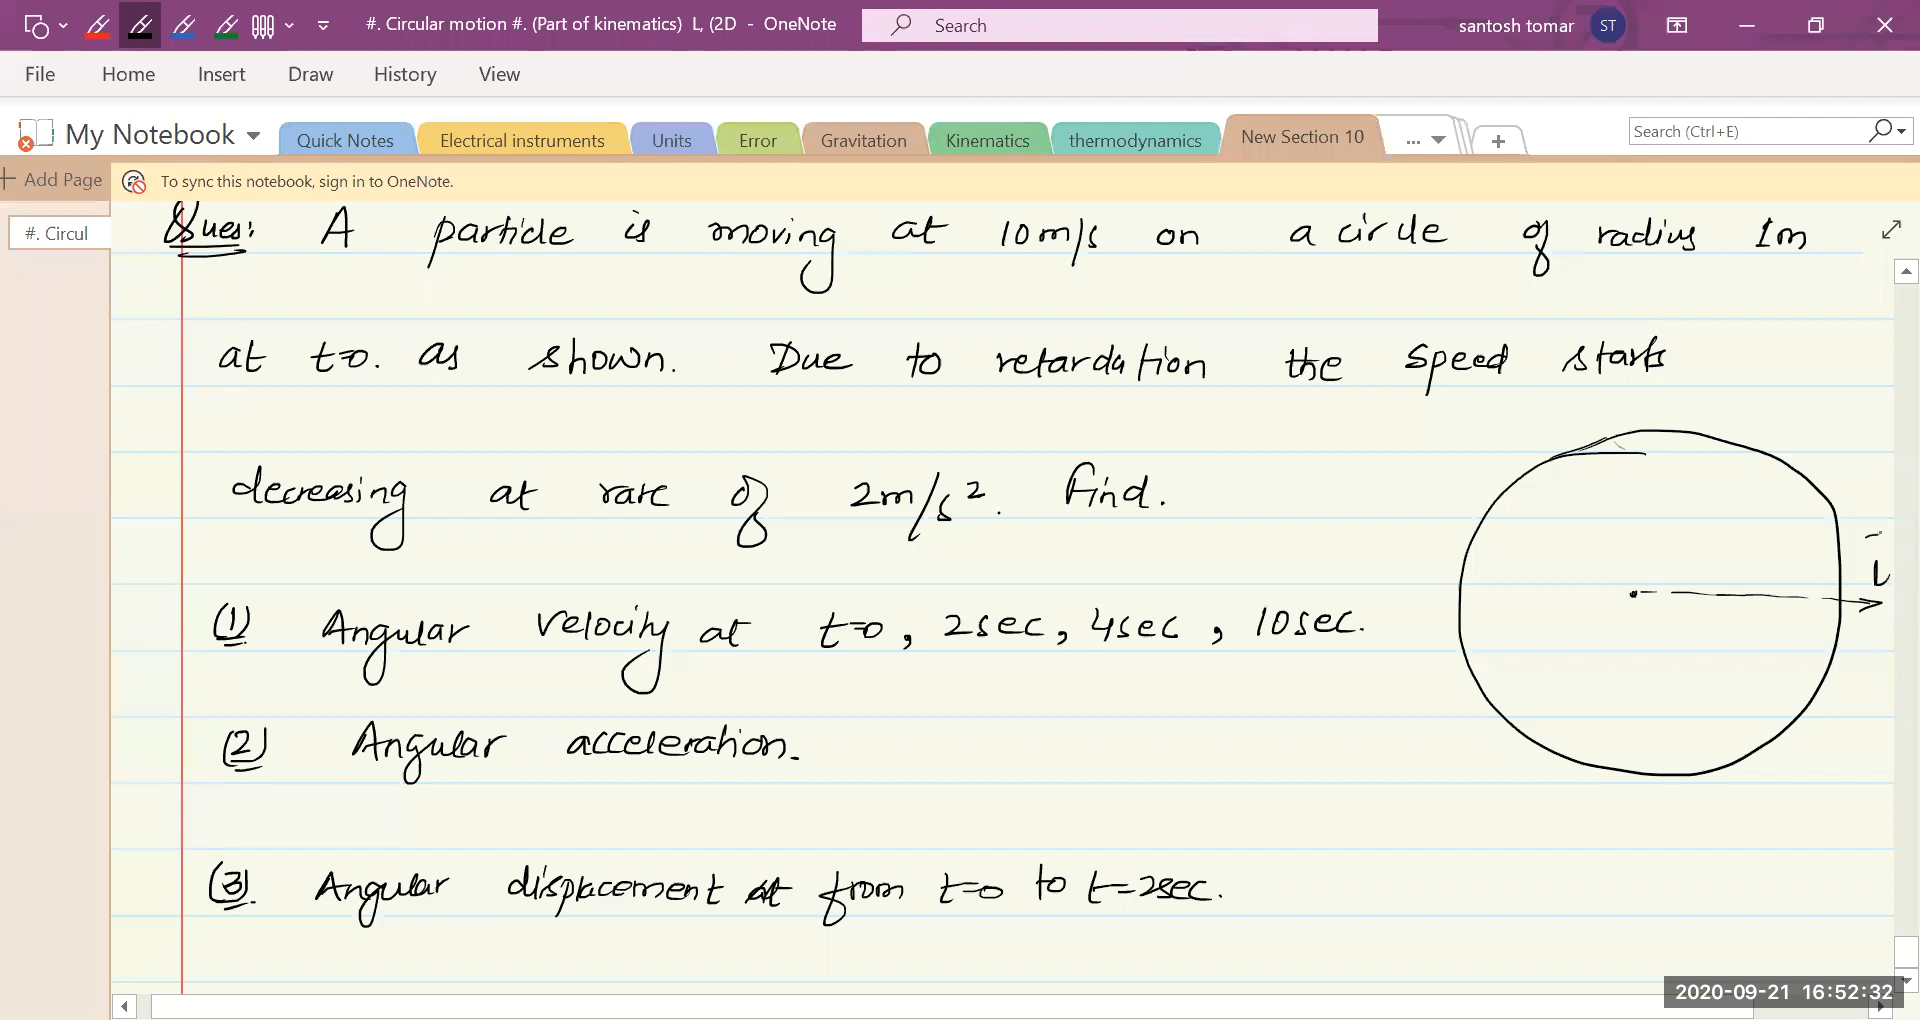 #. Circular motion #. (Part of kinematics) L, (2D - OneNote
Search
santosh tomar
ST
File Home Insert Draw History View
My Notebook
Quick Notes
Electrical instruments
Units
Error
Gravitation
Kinematics
thermodynamics
New Section 10
...
Search (Ctrl+E)
Add Page
To sync this notebook, sign in to OneNote.
#. Circul
Ques: A particle is moving at 10m/s on a circle of radius 1m
at t=0. as shown. Due to retardation the speed starts
decreasing at rate of 2m/s². Find.
(1) Angular velocity at t=0, 2sec, 4sec, 10sec.
(2) Angular acceleration.
(3). Angular displacement from t=0 to t=2sec.
2020-09-21 16:52:32